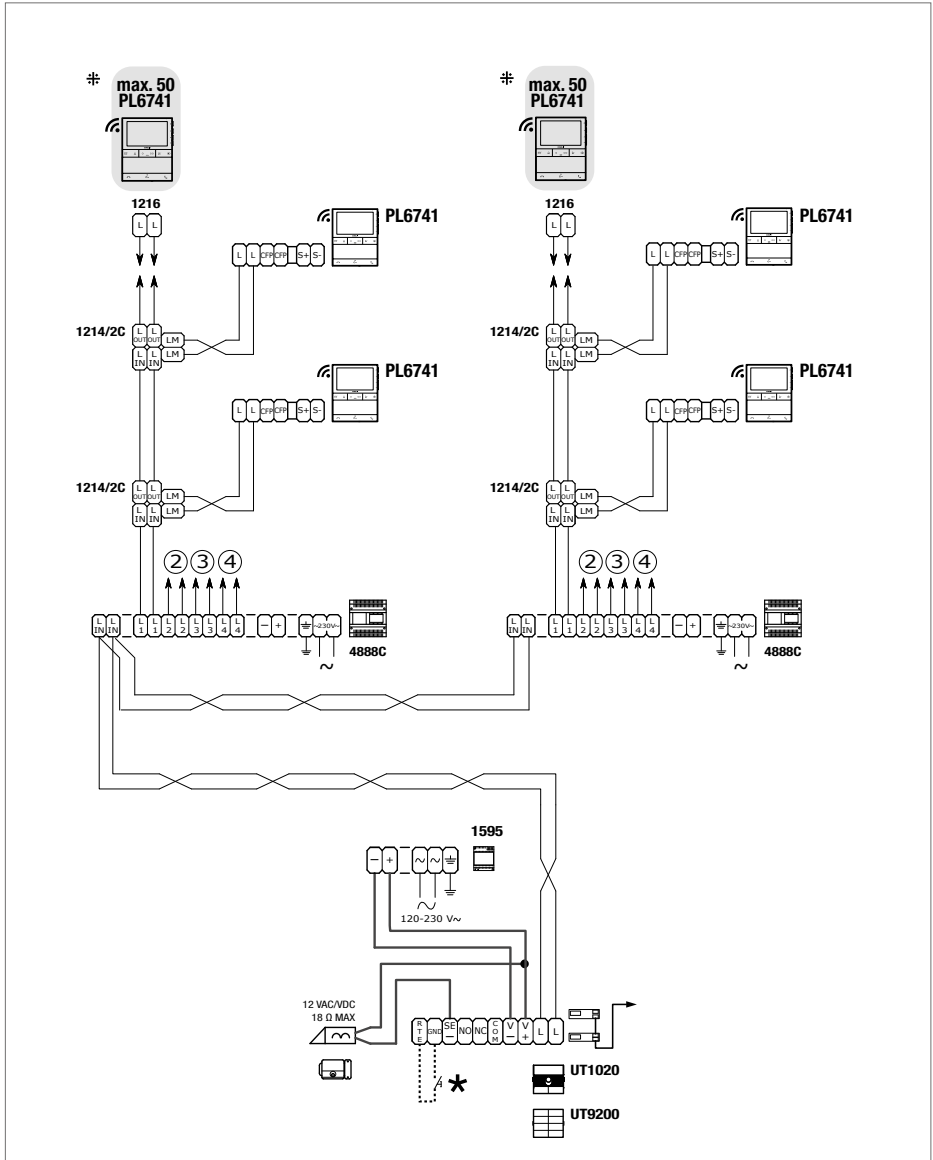 ⁜ max. 50 ⁜ max. 50
PL6741 PL6741
1216 1216
L L L L
PL6741 PL6741
L L CFP CFP S+ S- L L CFP CFP S+ S-
1214/2C L OUT L OUT LM 1214/2C L OUT L OUT LM
L IN L IN LM L IN L IN LM
PL6741 PL6741
L L CFP CFP S+ S- L L CFP CFP S+ S-
1214/2C L OUT L OUT LM 1214/2C L OUT L OUT LM
L IN L IN LM L IN L IN LM
② ③ ④ ② ③ ④
L IN L IN L 1 L 1 L 2 L 2 L 3 L 3 L 4 L 4 − + ~230V~ L IN L IN L 1 L 1 L 2 L 2 L 3 L 3 L 4 L 4 − + ~230V~
4888C 4888C
~ ~
1595
− + ~ ~
~
120-230 V~
12 VAC/VDC
18 Ω MAX
RTE GND SE − NO NC COM V − V + L L
*
UT1020
UT9200